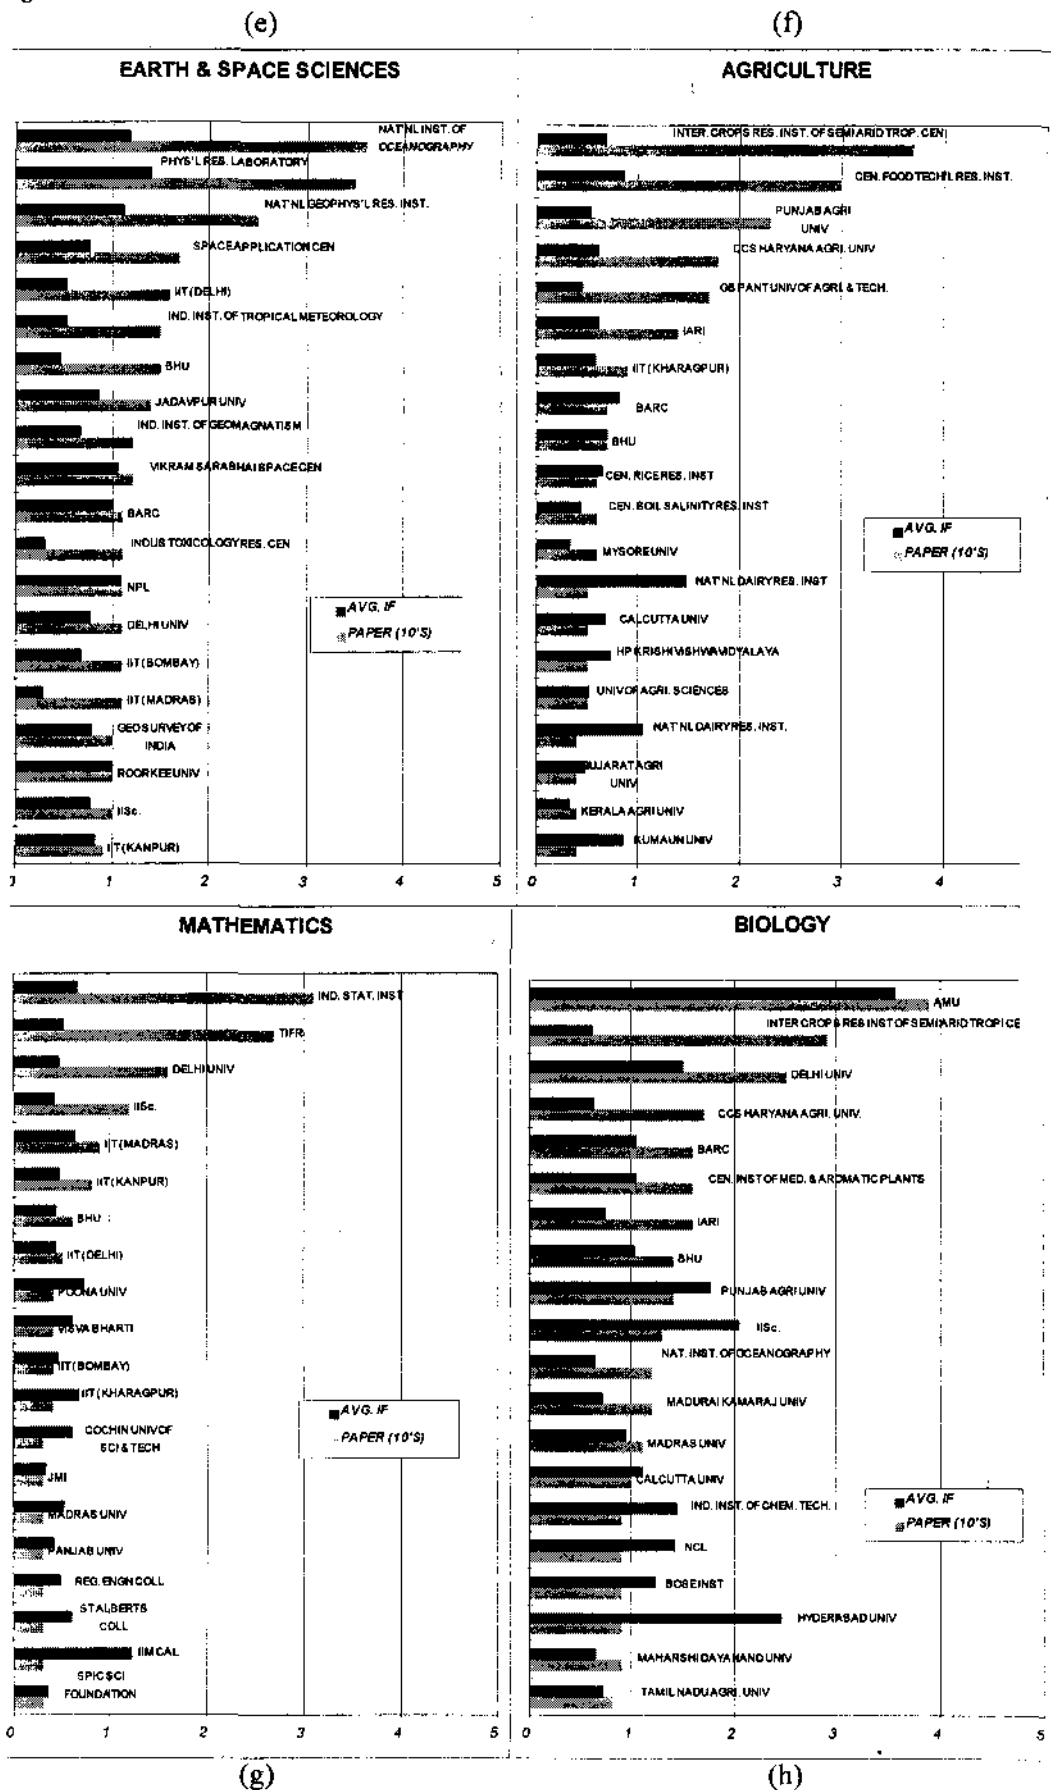 (e)
(f)
EARTH & SPACE SCIENCES
NAT'NL INST. OF
OCEANOGRAPHY
PHYS'L RES. LABORATORY
NAT'NL GEOPHYS'L RES. INST.
SPACE APPLICATION CEN
IIT (DELHI)
IND. INST. OF TROPICAL METEOROLOGY
BHU
JADAVPUR UNIV
IND. INST. OF GEOMAGNATISM
VIKRAM SARABHAI SPACE CEN
BARC
INDUS TOXICOLOGY RES. CEN
NPL
DELHI UNIV
IIT (BOMBAY)
IIT (MADRAS)
GEO SURVEY OF
INDIA
ROORKEE UNIV
IISc.
IIT (KANPUR)
AVG. IF
PAPER (10'S)
0 1 2 3 4 5
AGRICULTURE
INTER. CROPS RES. INST. OF SEMI ARID TROP. CEN
CEN. FOOD TECH'L RES. INST.
PUNJAB AGRI
UNIV
CCS HARYANA AGRI. UNIV
GB PANT UNIV OF AGRI. & TECH.
IARI
IIT (KHARAGPUR)
BARC
BHU
CEN. RICE RES. INST
CEN. SOIL SALINITY RES. INST
MYSORE UNIV
NAT'NL DAIRY RES. INST
CALCUTTA UNIV
HP KRISHI VISHWAVIDYALAYA
UNIV OF AGRI. SCIENCES
NAT'NL DAIRY RES. INST.
GUJARAT AGRI
UNIV
KERALA AGRI UNIV
KUMAUN UNIV
AVG. IF
PAPER (10'S)
0 1 2 3 4
MATHEMATICS
IND. STAT. INST
TIFR
DELHI UNIV
IISc.
IIT (MADRAS)
IIT (KANPUR)
BHU
IIT (DELHI)
POONA UNIV
VISVA BHARTI
IIT (BOMBAY)
IIT (KHARAGPUR)
COCHIN UNIV OF
SCI & TECH
JMI
MADRAS UNIV
PANJAB UNIV
REG. ENGN COLL
ST ALBERTS
COLL
IIM CAL
SPIC SCI
FOUNDATION
AVG. IF
PAPER (10'S)
0 1 2 3 4 5
BIOLOGY
AMU
INTER CROPS RES INST OF SEMI ARID TROPI CE
DELHI UNIV
CCS HARYANA AGRI. UNIV.
BARC
CEN. INST OF MED. & AROMATIC PLANTS
IARI
BHU
PUNJAB AGRI UNIV
IISc.
NAT. INST. OF OCEANOGRAPHY
MADURAI KAMARAJ UNIV
MADRAS UNIV
CALCUTTA UNIV
IND. INST. OF CHEM. TECH.
NCL
BOSE INST
HYDERABAD UNIV
MAHARSHI DAYANAND UNIV
TAMIL NADU AGRI. UNIV
AVG. IF
PAPER (10'S)
0 1 2 3 4 5
(g)
(h)